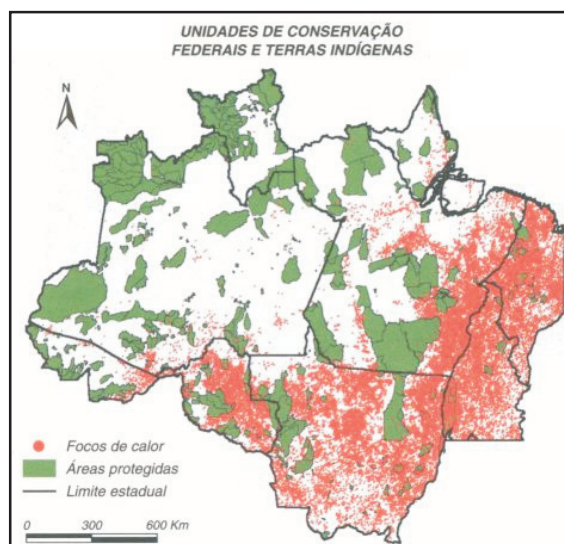 UNIDADES DE CONSERVAÇÃO
FEDERAIS E TERRAS INDÍGENAS
N
Focos de calor
Áreas protegidas
Limite estadual
0 300 600 Km